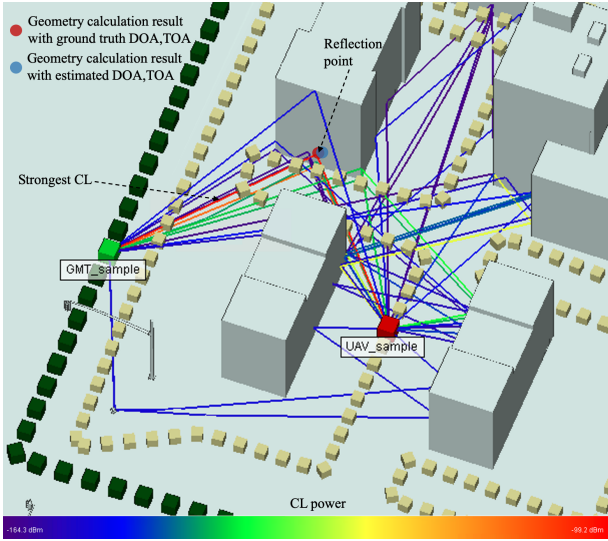 Geometry calculation result
with ground truth DOA,TOA
Geometry calculation result
with estimated DOA,TOA
Reflection
point
Strongest CL
GMT_sample
UAV_sample
CL power
-164.3 dBm
-99.2 dBm